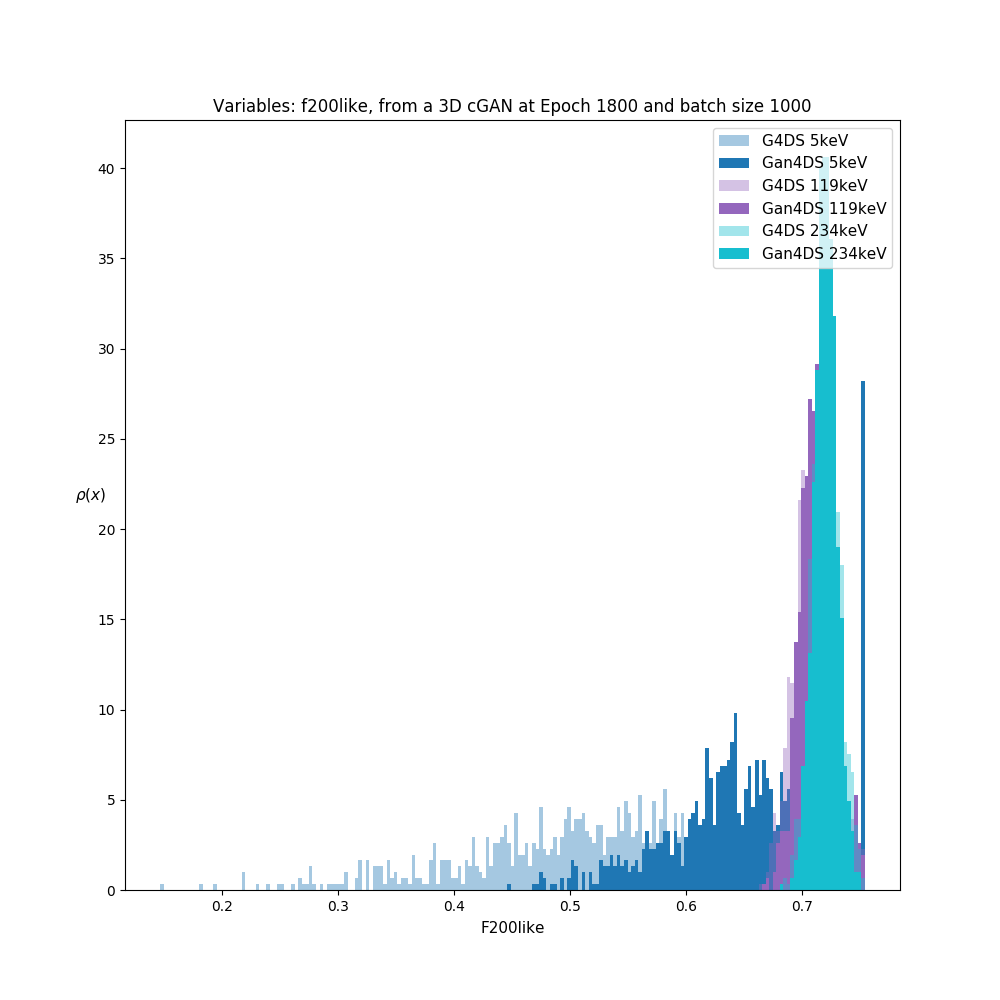 Variables: f200like, from a 3D cGAN at Epoch 1800 and batch size 1000
G4DS 5keV
Gan4DS 5keV
G4DS 119keV
Gan4DS 119keV
G4DS 234keV
Gan4DS 234keV
40
35
30
25
20
15
10
5
0
ρ(x)
0.2 0.3 0.4 0.5 0.6 0.7
F200like